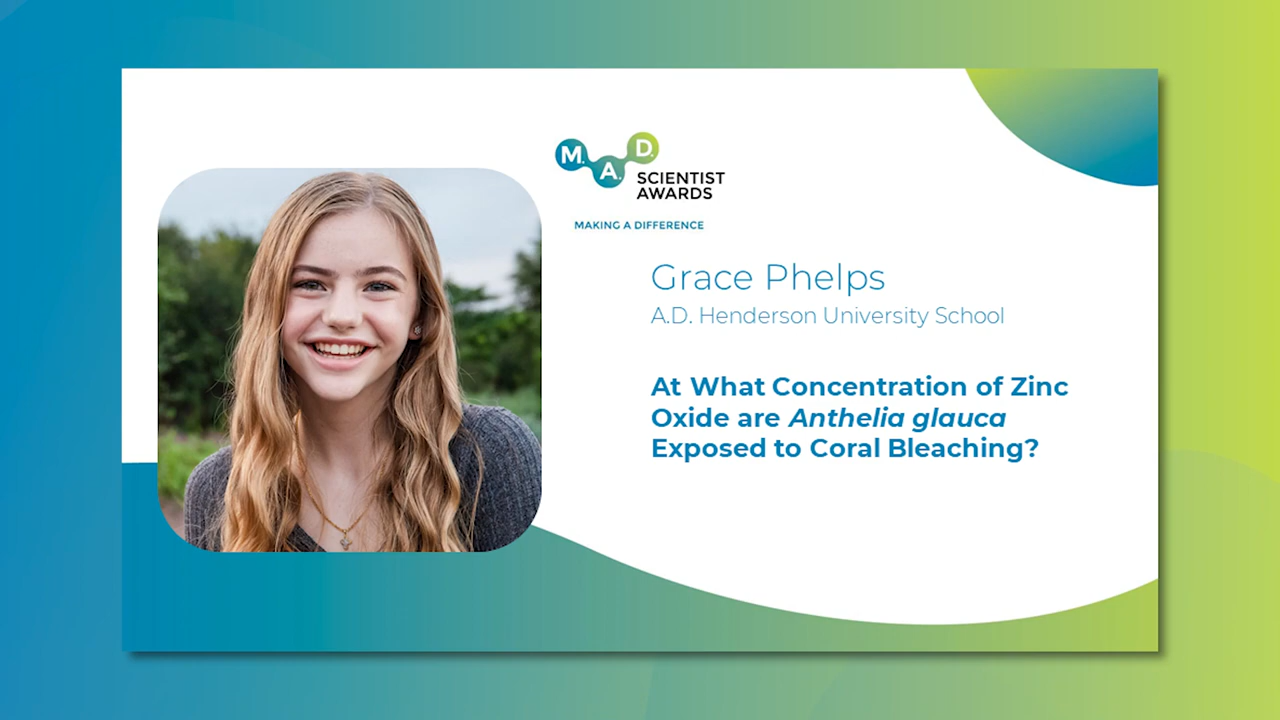 M. A. D.
SCIENTIST
AWARDS
MAKING A DIFFERENCE
Grace Phelps
A.D. Henderson University School
At What Concentration of Zinc
Oxide are Anthelia glauca
Exposed to Coral Bleaching?